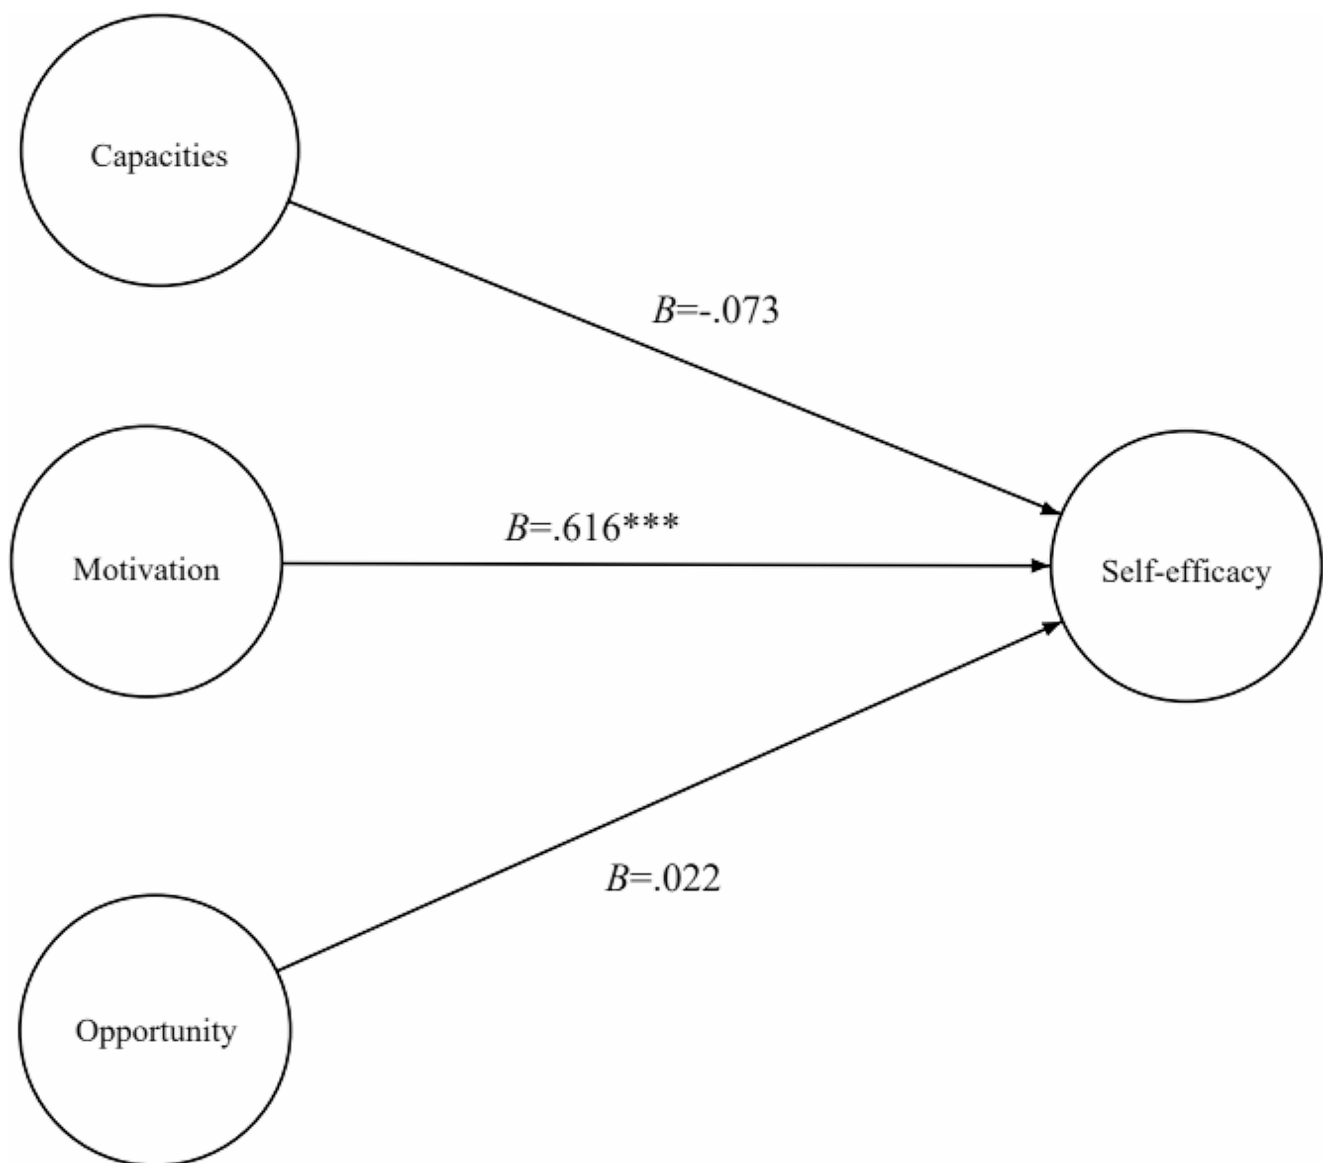 Capacities
B=-.073
B=.616***
Motivation
Self-efficacy
B=.022
Opportunity